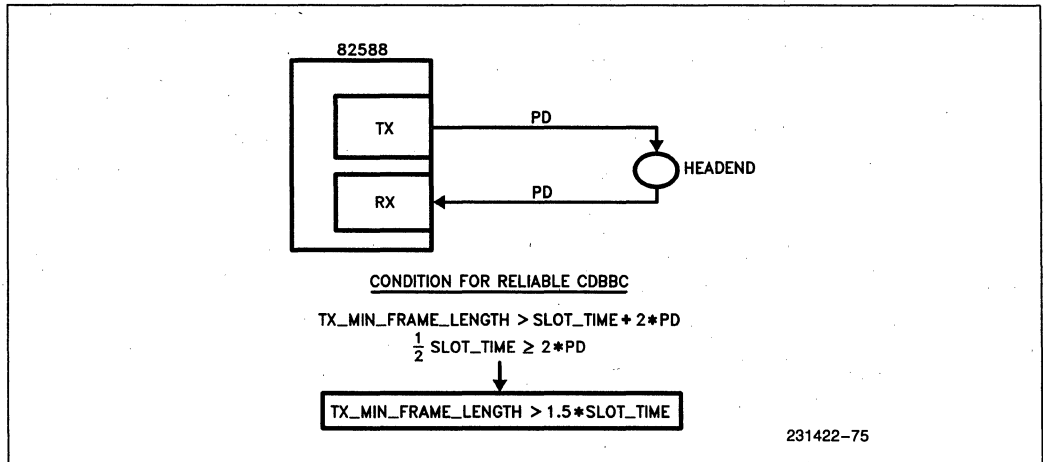 82588
TX
PD
HEADEND
RX
PD
CONDITION FOR RELIABLE CDBBC
TX_MIN_FRAME_LENGTH > SLOT_TIME + 2*PD
1/2 SLOT_TIME ≥ 2*PD
TX_MIN_FRAME_LENGTH > 1.5*SLOT_TIME
231422-75